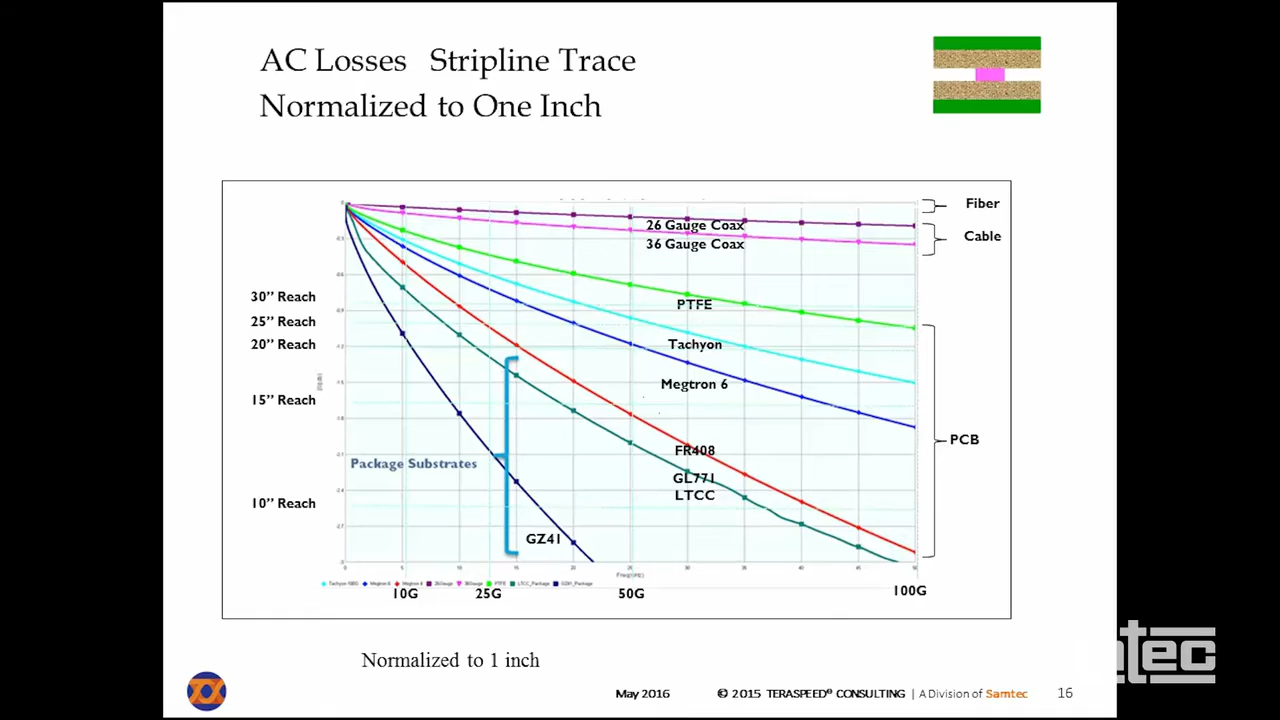 AC Losses Stripline Trace
Normalized to One Inch
Fiber
26 Gauge Coax
Cable
36 Gauge Coax
30’’ Reach
PTFE
25’’ Reach
20’’ Reach
Tachyon
Megtron 6
15’’ Reach
PCB
FR408
Package Substrates
GL771
LTCC
10’’ Reach
GZ41
10G
25G
50G
100G
Normalized to 1 inch
May 2016
© 2015 TERASPEED® CONSULTING | A Division of Samtec
16
tec